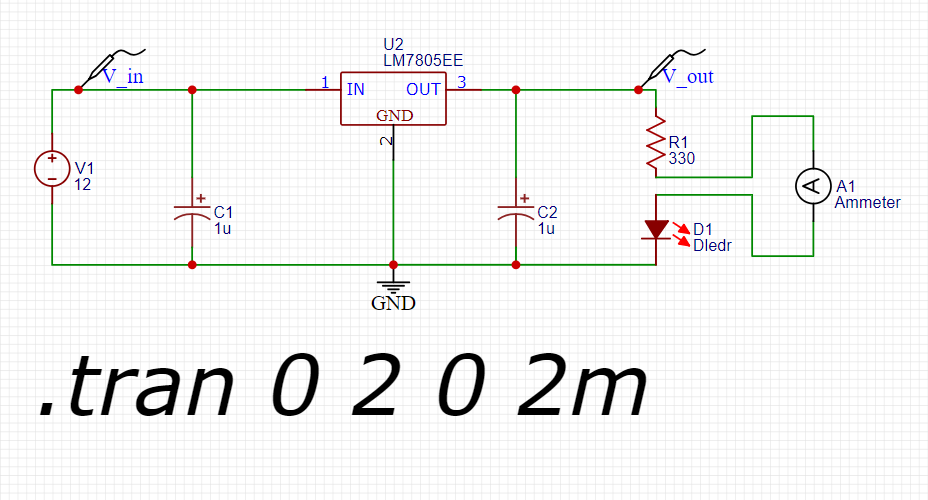 U2
LM7805EE
V_in
V_out
1
IN
OUT
3
GND
2
V1
12
R1
330
A1
Ammeter
C1
1u
C2
1u
D1
Dledr
A
GND
.tran 0 2 0 2m